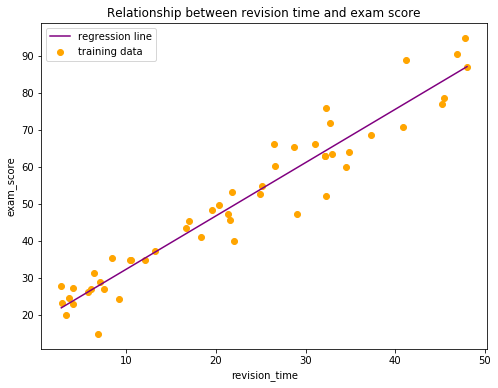 Relationship between revision time and exam score
regression line
training data
exam_score
90
80
70
60
50
40
30
20
10
20
30
40
50
revision_time